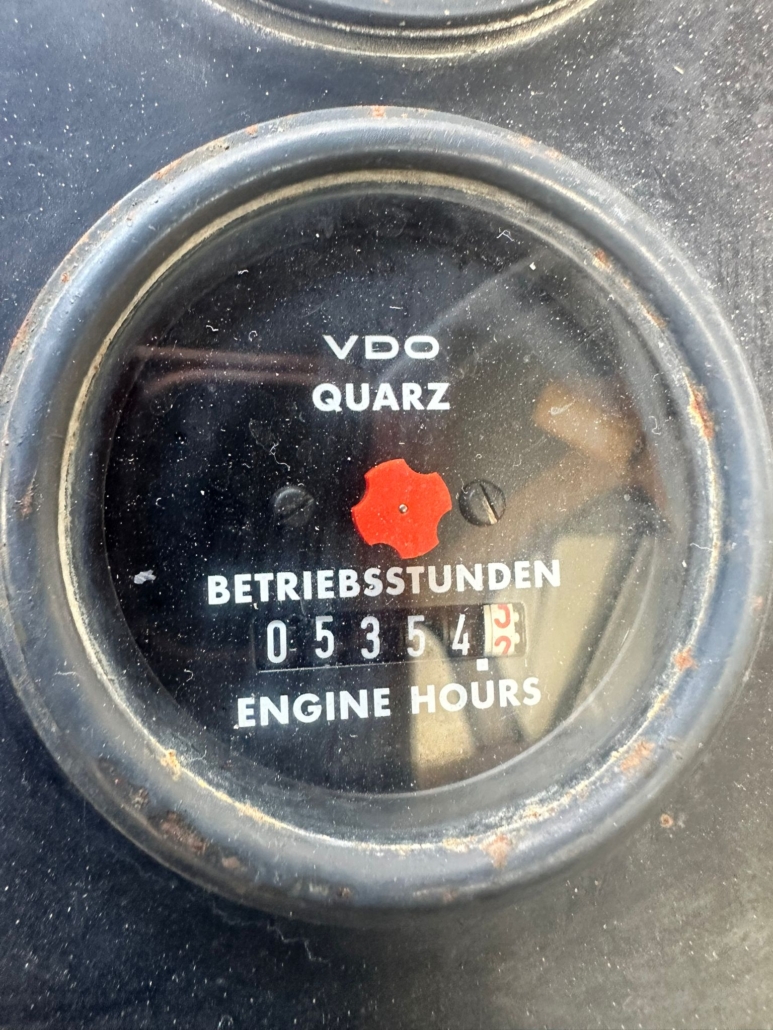 VDO
QUARZ
BETRIEBSSTUNDEN
05354
ENGINE HOURS